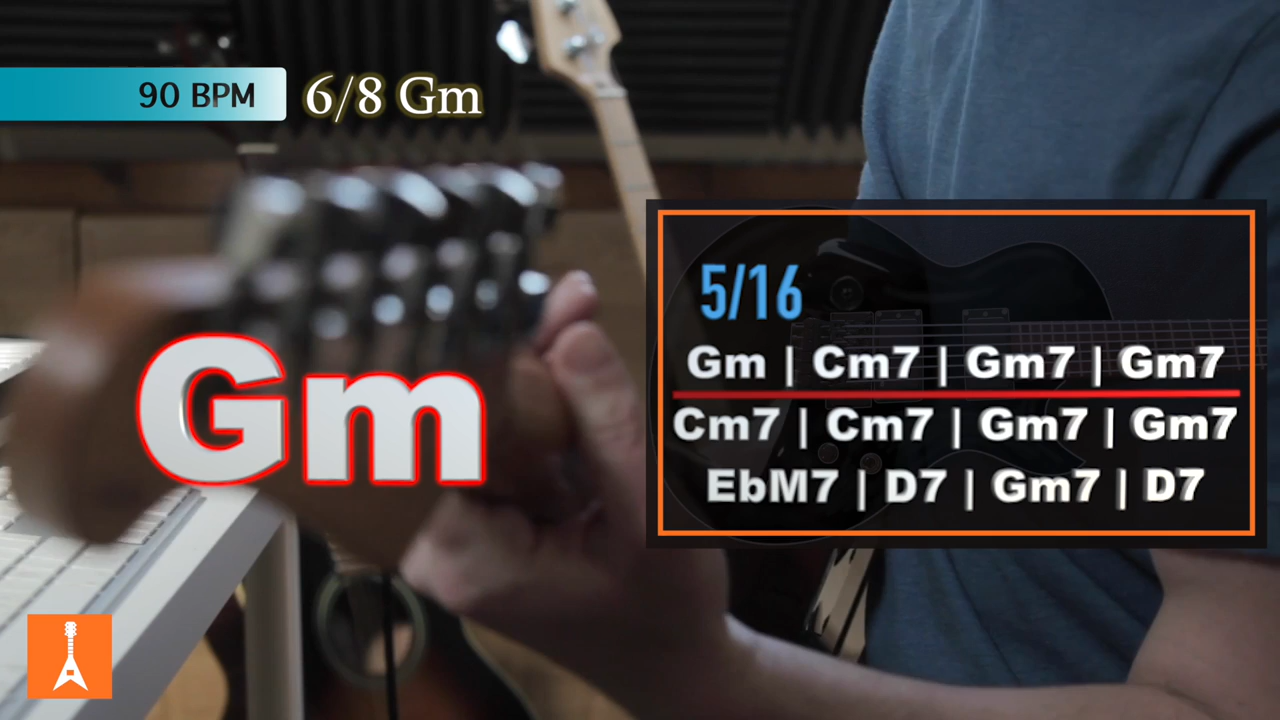 90 BPM 6/8 Gm
Gm
5/16
Gm | Cm7 | Gm7 | Gm7
Cm7 | Cm7 | Gm7 | Gm7
EbM7 | D7 | Gm7 | D7